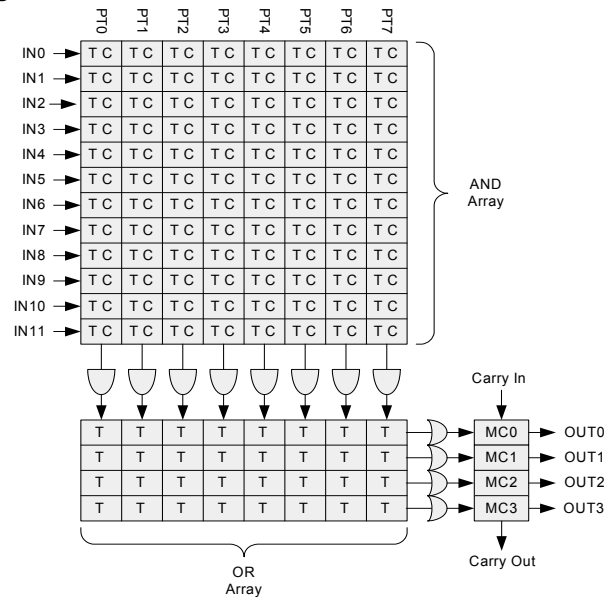 PT0 PT1 PT2 PT3 PT4 PT5 PT6 PT7
IN0 T C T C T C T C T C T C T C T C
IN1 T C T C T C T C T C T C T C T C
IN2 T C T C T C T C T C T C T C T C
IN3 T C T C T C T C T C T C T C T C
IN4 T C T C T C T C T C T C T C T C
IN5 T C T C T C T C T C T C T C T C
IN6 T C T C T C T C T C T C T C T C
IN7 T C T C T C T C T C T C T C T C
IN8 T C T C T C T C T C T C T C T C
IN9 T C T C T C T C T C T C T C T C
IN10 T C T C T C T C T C T C T C T C
IN11 T C T C T C T C T C T C T C T C
AND
Array
Carry In
T T T T T T T T MC0 OUT0
T T T T T T T T MC1 OUT1
T T T T T T T T MC2 OUT2
T T T T T T T T MC3 OUT3
Carry Out
OR
Array